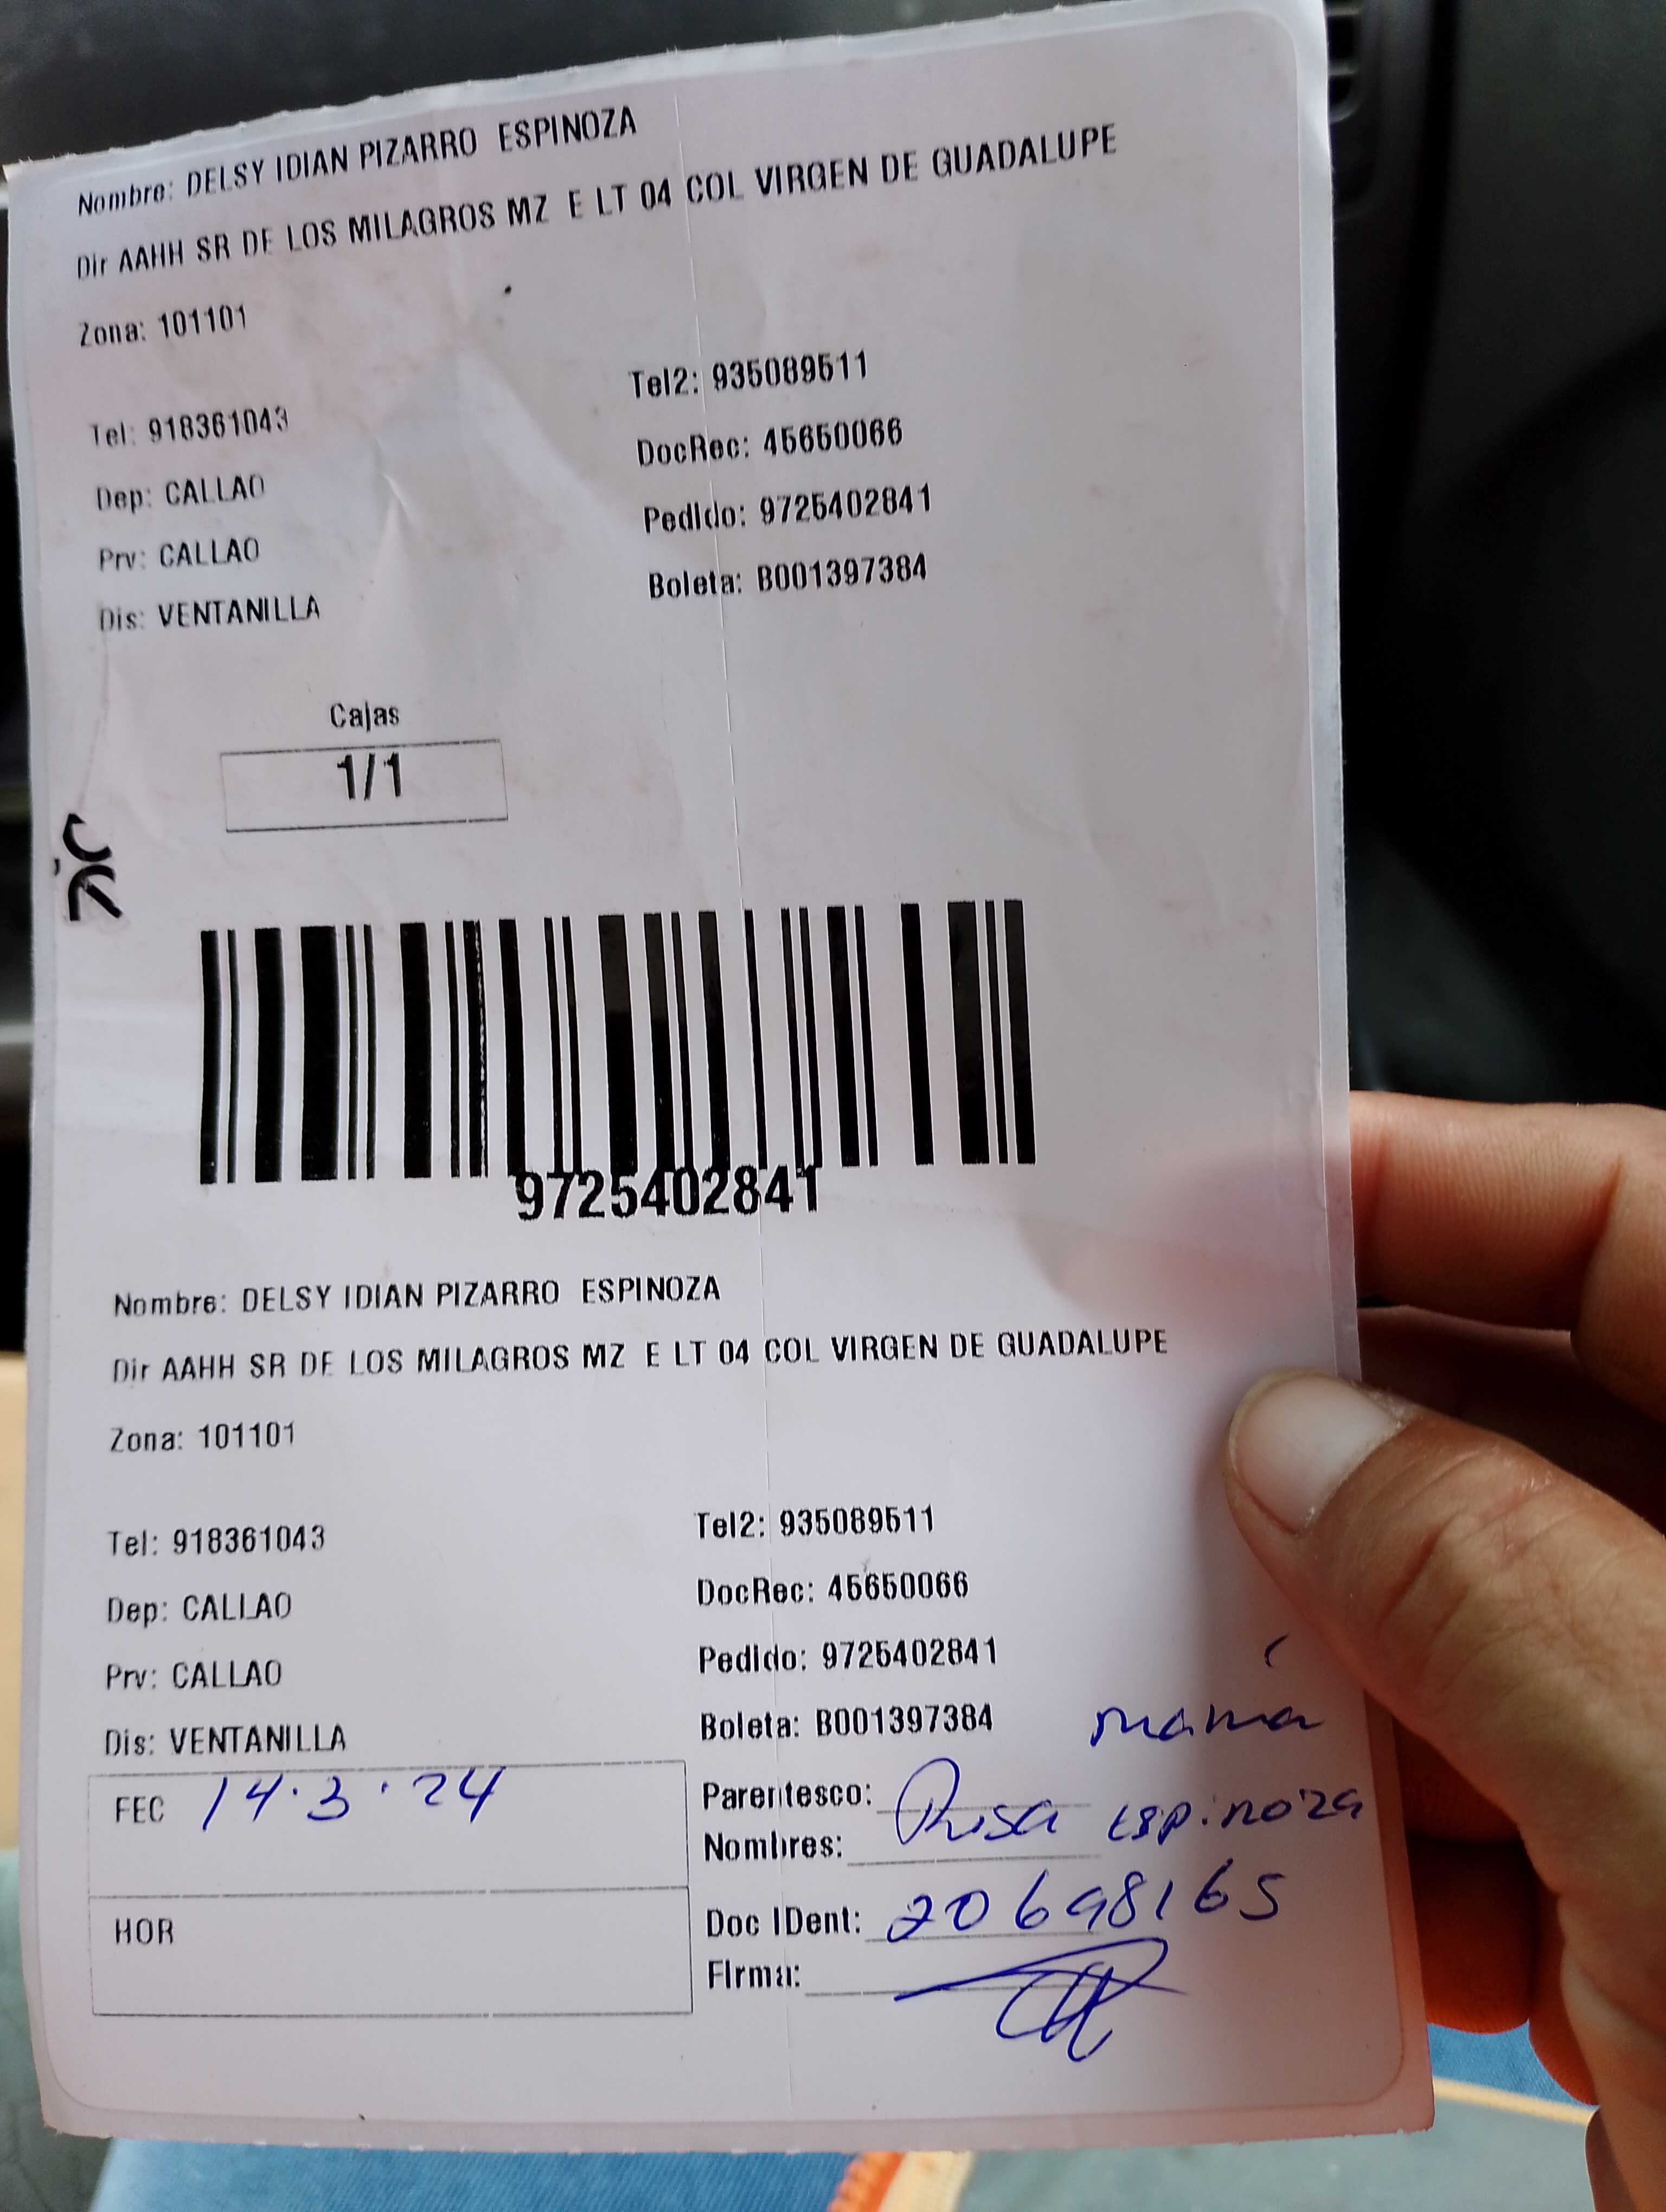 Nombre: DELSY IDIAN PIZARRO ESPINOZA
Dir AAHH SR DE LOS MILAGROS MZ E LT 04 COL VIRGEN DE GUADALUPE
Zona: 101101
Tel: 918361043 Tel2: 935089511
Dep: CALLAO DocRec: 45650066
Prv: CALLAO Pedido: 9725402841
Dis: VENTANILLA Boleta: B001397384
Cajas
1/1
9725402841
Nombre: DELSY IDIAN PIZARRO ESPINOZA
Dir AAHH SR DE LOS MILAGROS MZ E LT 04 COL VIRGEN DE GUADALUPE
Zona: 101101
Tel: 918361043 Tel2: 935089511
Dep: CALLAO DocRec: 45650066
Prv: CALLAO Pedido: 9725402841
Dis: VENTANILLA Boleta: B001397384
mamá
FEC 14.3.24 Parentesco:
Nombres: Rosa Espinoza
HOR Doc IDent: 20698165
Firma: